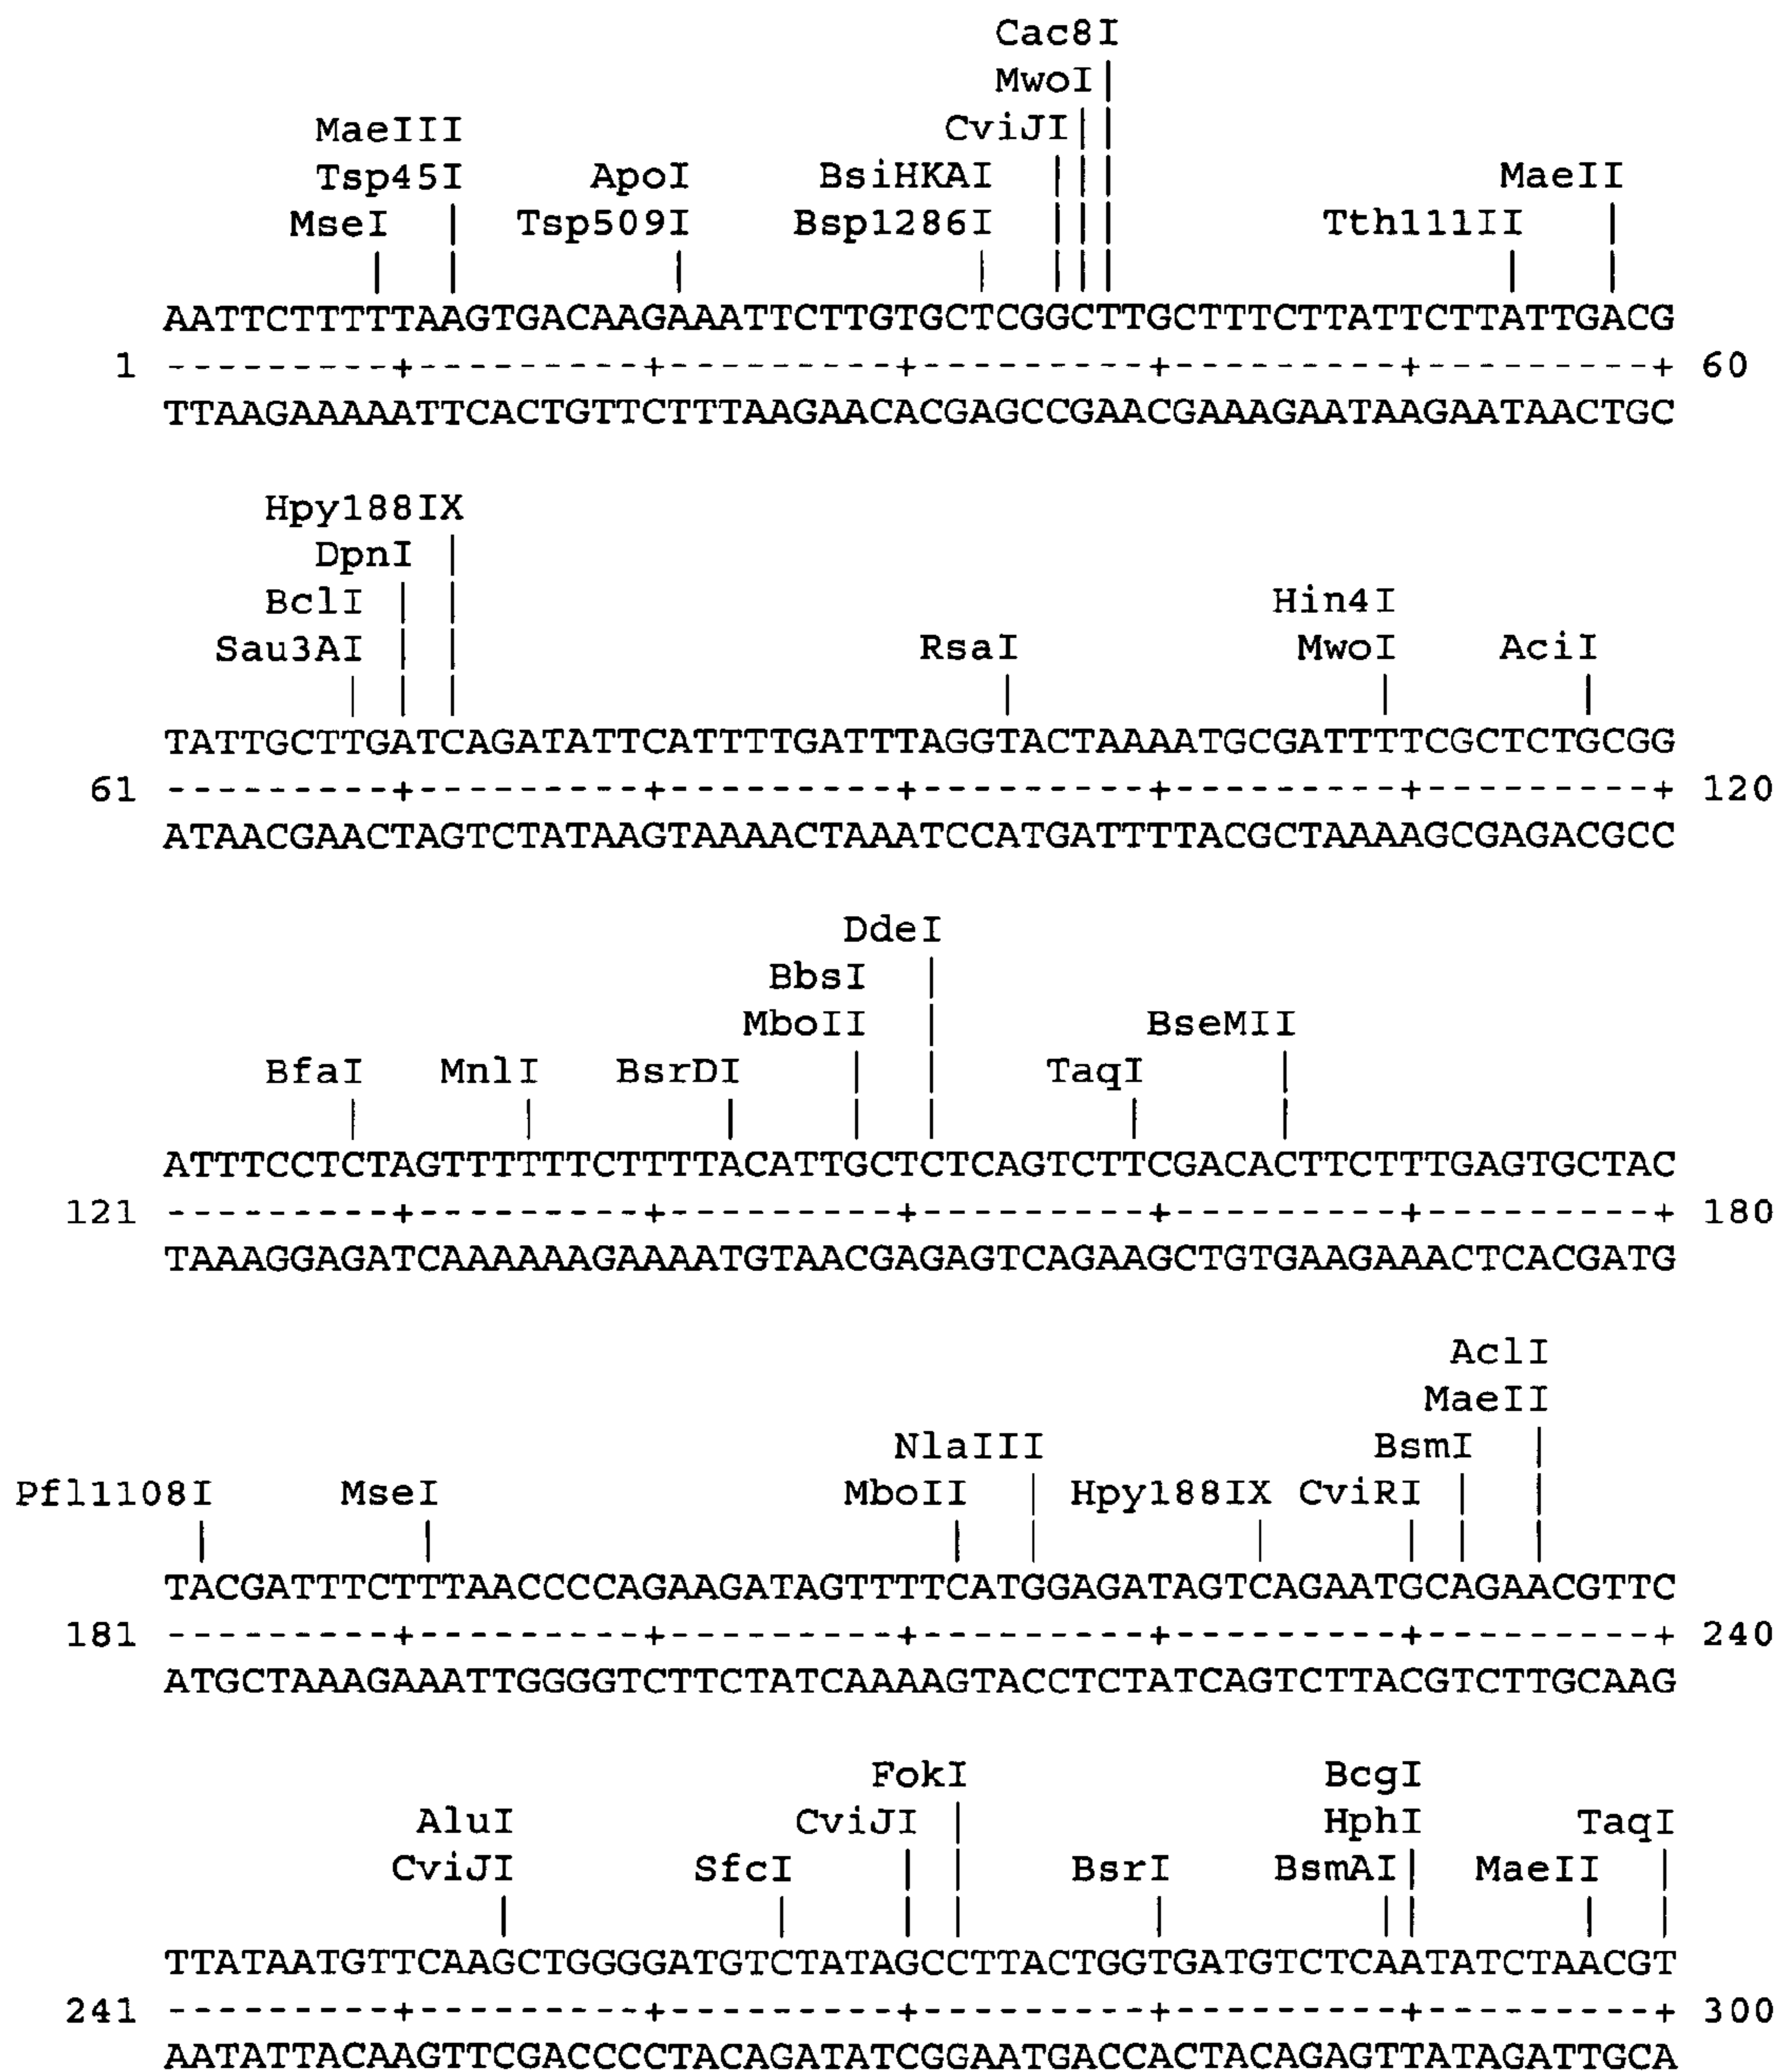 Cac8I
MwoI
MaeIII CviJI
Tsp45I ApoI BsiHKAI MaeII
MseI Tsp509I Bsp1286I Tth111II
AATTCTTTTTAAGTGACAAGAAATTCTTGTGCTCGGCTTGCTTTCTTATTCTTATTGACG
1 ---------+---------+---------+---------+---------+---------+ 60
TTAAGAAAAATTCACTGTTCTTTAAGAACACGAGCCGAACGAAAGAATAAGAATAACTGC
Hpy188IX
DpnI
BclI Hin4I
Sau3AI RsaI MwoI AciI
TATTGCTTGATCAGATATTCATTTTGATTTAGGTACTAAAATGCGATTTTCGCTCTGCGG
61 ---------+---------+---------+---------+---------+---------+ 120
ATAACGAACTAGTCTATAAGTAAAACTAAATCCATGATTTTACGCTAAAAGCGAGACGCC
DdeI
BbsI
MboII BseMII
BfaI MnlI BsrDI TaqI
ATTTCCTCTAGTTTTTTCTTTTACATTGCTCTCAGTCTTCGACACTTCTTTGAGTGCTAC
121 ---------+---------+---------+---------+---------+---------+ 180
TAAAGGAGATCAAAAAAGAAAATGTAACGAGAGTCAGAAGCTGTGAAGAAACTCACGATG
AclI
MaeII
NlaIII BsmI
Pfl1108I MseI MboII Hpy188IX CviRI
TACGATTTCTTTAACCCCAGAAGATAGTTTTCATGGAGATAGTCAGAATGCAGAACGTTC
181 ---------+---------+---------+---------+---------+---------+ 240
ATGCTAAAGAAATTGGGGTCTTCTATCAAAAGTACCTCTATCAGTCTTACGTCTTGCAAG
FokI BcgI
AluI CviJI HphI TaqI
CviJI SfcI BsrI BsmAI MaeII
TTATAATGTTCAAGCTGGGGATGTCTATAGCCTTACTGGTGATGTCTCAATATCTAACGT
241 ---------+---------+---------+---------+---------+---------+ 300
AATATTACAAGTTCGACCCCTACAGATATCGGAATGACCACTACAGAGTTATAGATTGCA